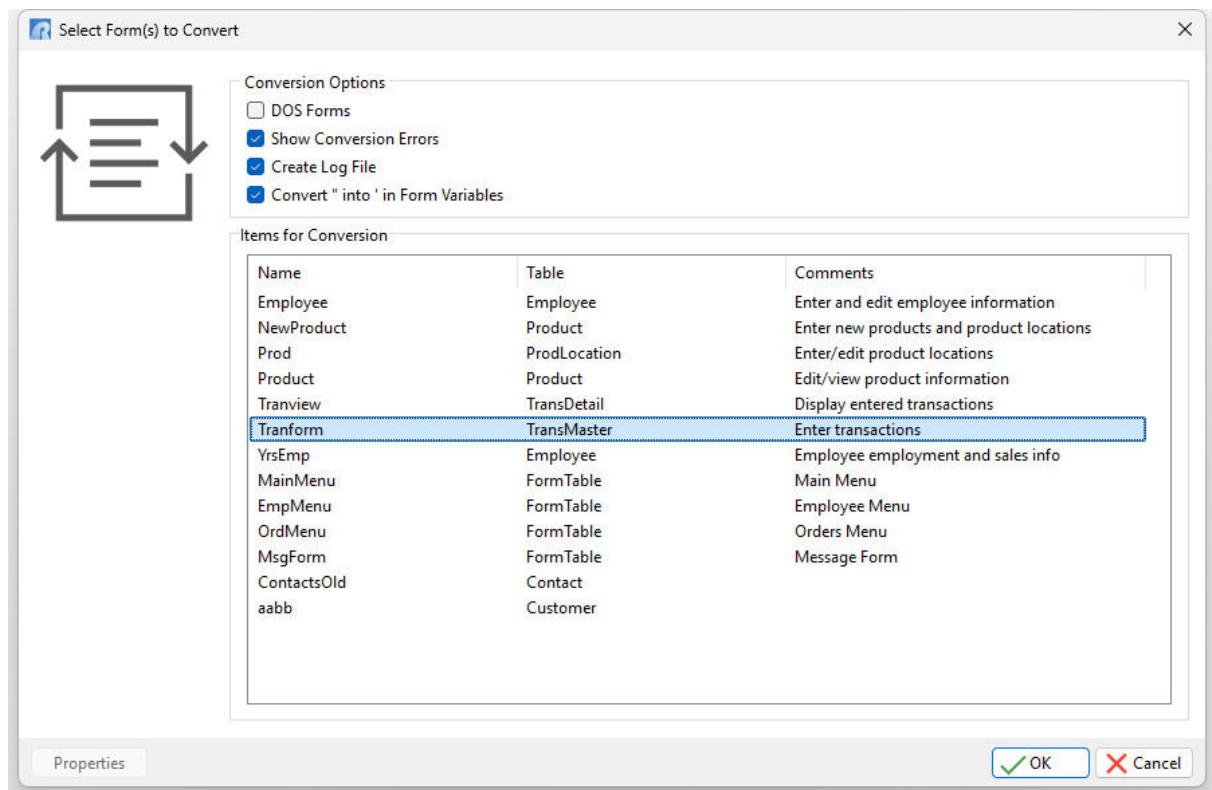 Select Form(s) to Convert
Conversion Options
DOS Forms
Show Conversion Errors
Create Log File
Convert " into ' in Form Variables
Items for Conversion
Name Table Comments
Employee Employee Enter and edit employee information
NewProduct Product Enter new products and product locations
Prod ProdLocation Enter/edit product locations
Product Product Edit/view product information
Tranview TransDetail Display entered transactions
Tranform TransMaster Enter transactions
YrsEmp Employee Employee employment and sales info
MainMenu FormTable Main Menu
EmpMenu FormTable Employee Menu
OrdMenu FormTable Orders Menu
MsgForm FormTable Message Form
ContactsOld Contact
aabb Customer
Properties OK Cancel